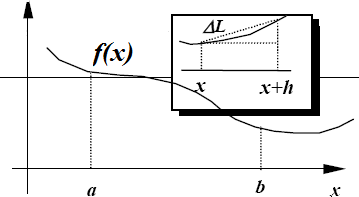 ΔL
f(x)
x x+h
a b x